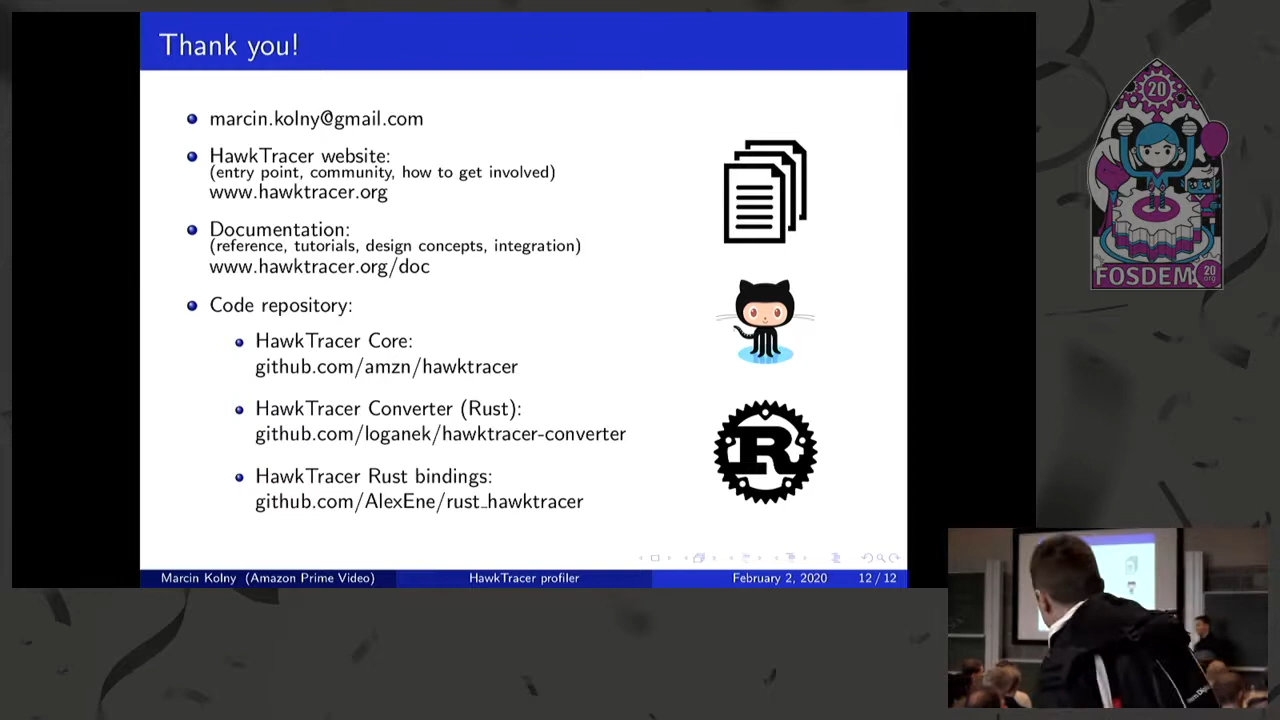 Thank you!
marcin.kolny@gmail.com
HawkTracer website:
(entry point, community, how to get involved)
www.hawktracer.org
Documentation:
(reference, tutorials, design concepts, integration)
www.hawktracer.org/doc
Code repository:
HawkTracer Core:
github.com/amzn/hawktracer
HawkTracer Converter (Rust):
github.com/loganek/hawktracer-converter
HawkTracer Rust bindings:
github.com/AlexEne/rust_hawktracer
R
Marcin Kolny (Amazon Prime Video)
HawkTracer profiler
February 2, 2020
12 / 12
20
FOSDEM
20
.org